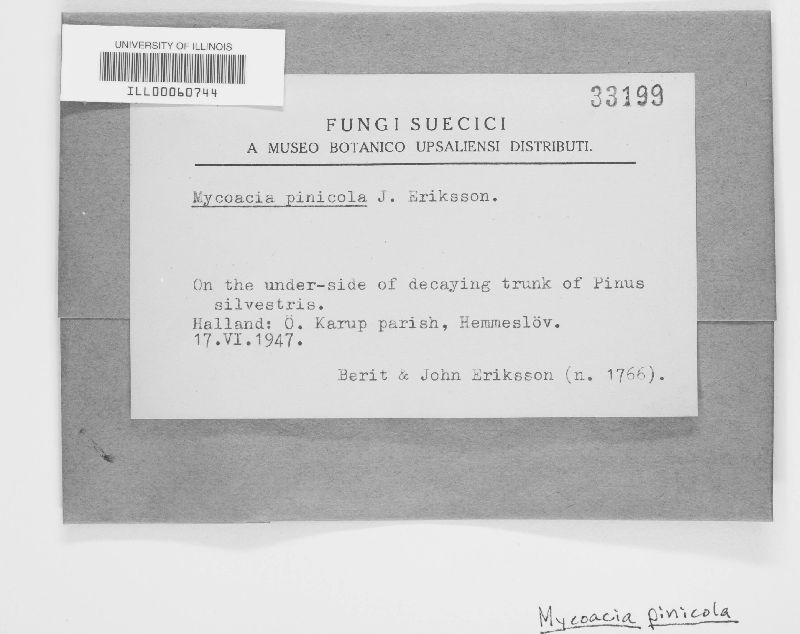 UNIVERSITY OF ILLINOIS
ILL00060744
33199
FUNGI SUECICI
A MUSEO BOTANICO UPSALIENSI DISTRIBUTI.
Mycoacia pinicola J. Eriksson.
On the under-side of decaying trunk of Pinus
silvestris.
Halland: Ö. Karup parish, Hemmeslöv.
17.VI.1947.
Berit & John Eriksson (n. 1766).
Mycoacia pinicola